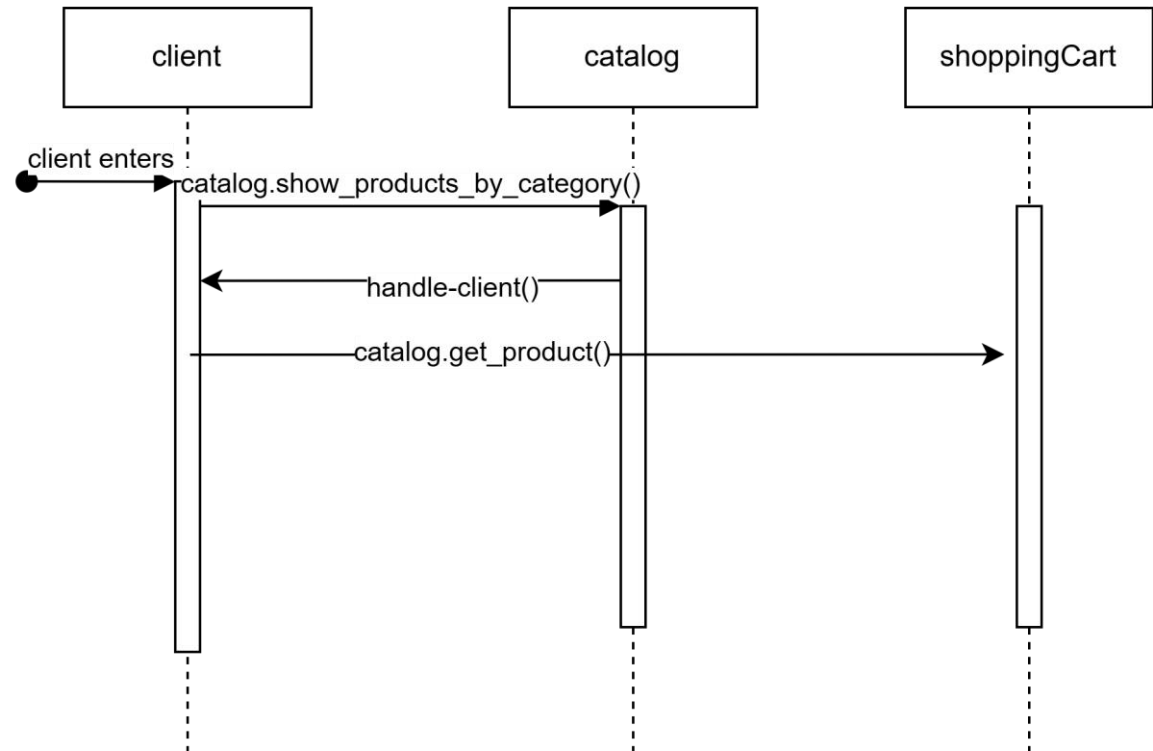 client
catalog
shoppingCart
client enters
catalog.show_products_by_category()
handle-client()
catalog.get_product()